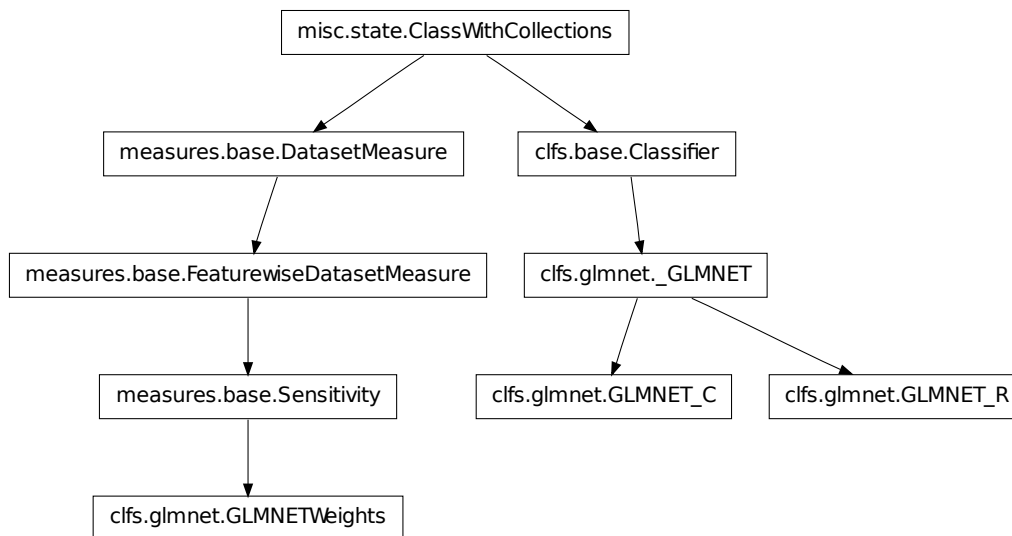 misc.state.ClassWithCollections
measures.base.DatasetMeasure
clfs.base.Classifier
measures.base.FeaturewiseDatasetMeasure
clfs.glmnet._GLMNET
measures.base.Sensitivity
clfs.glmnet.GLMNET_C
clfs.glmnet.GLMNET_R
clfs.glmnet.GLMNETWeights